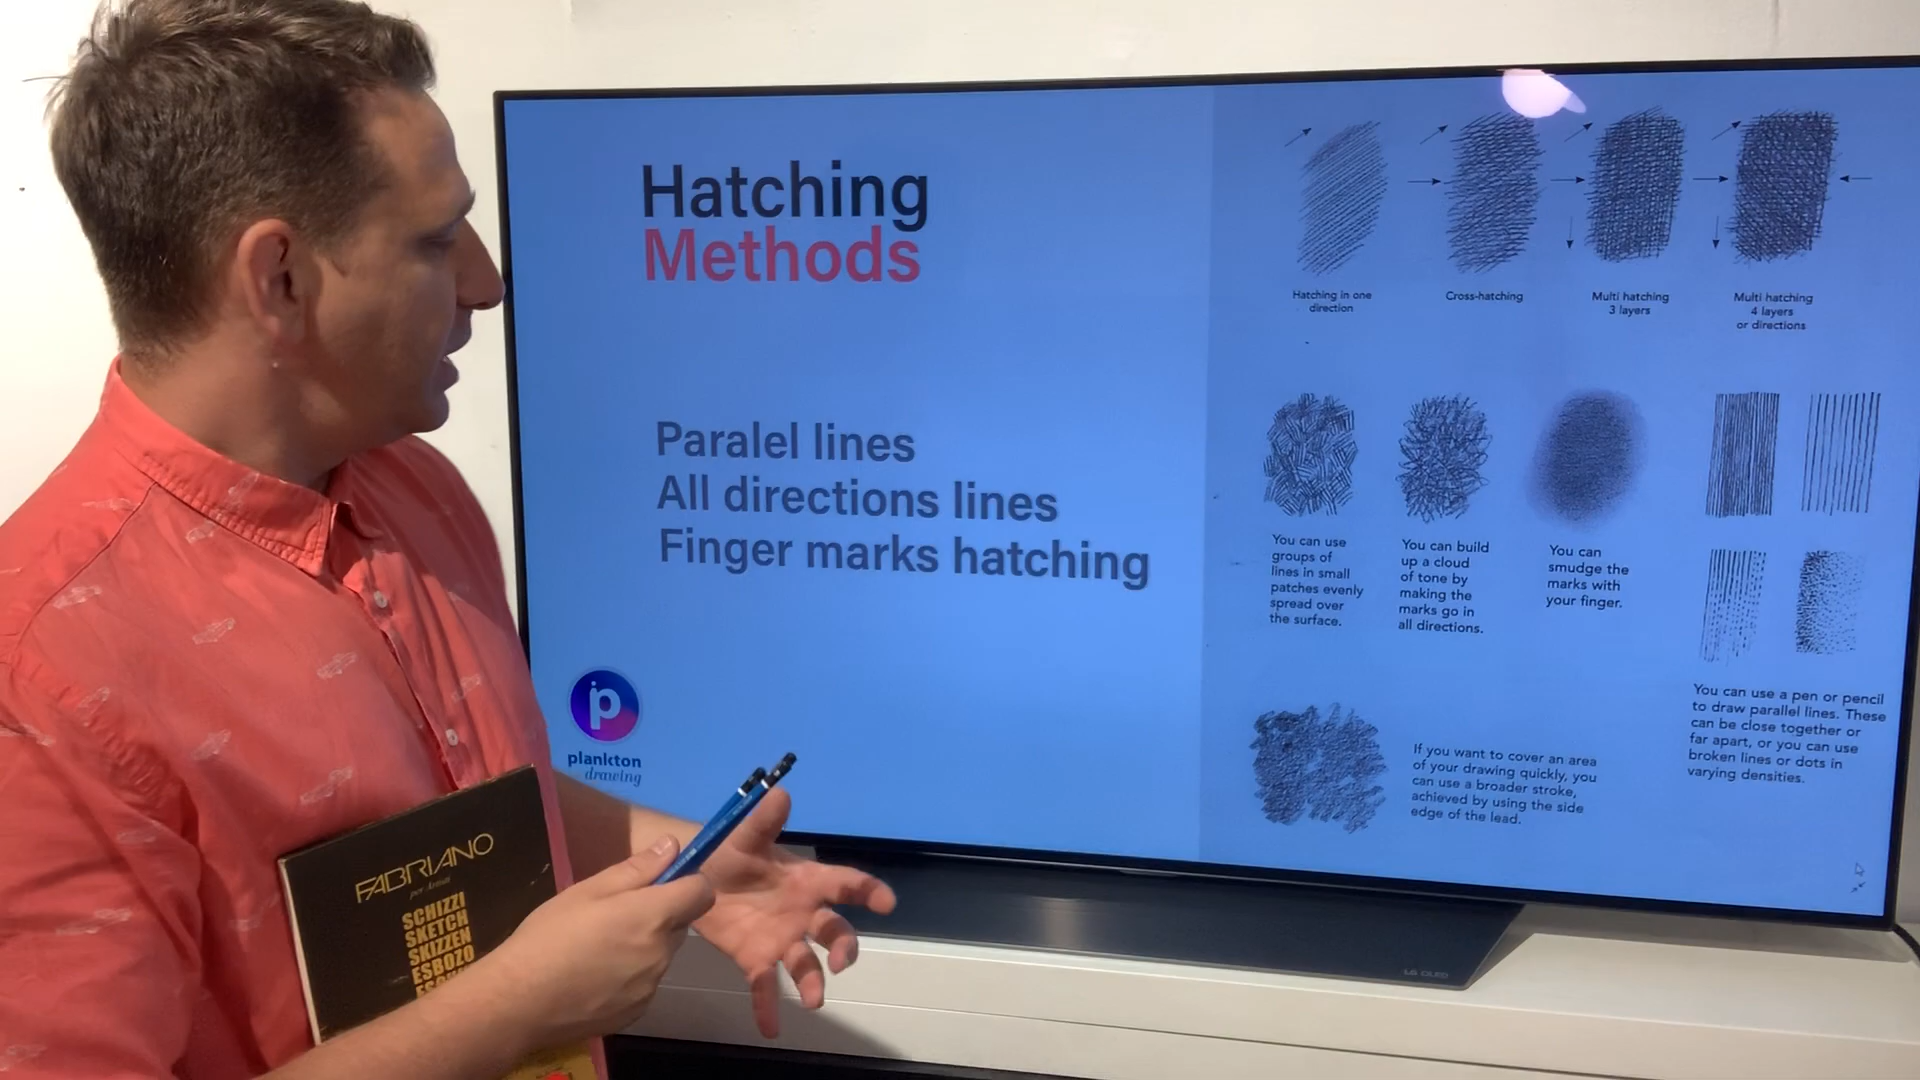 Hatching
Methods
Paralel lines
All directions lines
Finger marks hatching
plankton
drawing
Hatching in one
direction
Cross-hatching
Multi hatching
3 layers
Multi hatching
4 layers
or directions
You can use
groups of
lines in small
patches evenly
spread over
the surface.
You can build
up a cloud
of tone by
making the
marks go in
all directions.
You can
smudge the
marks with
your finger.
You can use a pen or pencil
to draw parallel lines. These
can be close together or
far apart, or you can use
broken lines or dots in
varying densities.
If you want to cover an area
of your drawing quickly, you
can use a broader stroke,
achieved by using the side
edge of the lead.
FABRIANO
per Artisti
SCHIZZI
SKETCH
SKIZZEN
ESBOZO
LG OLED